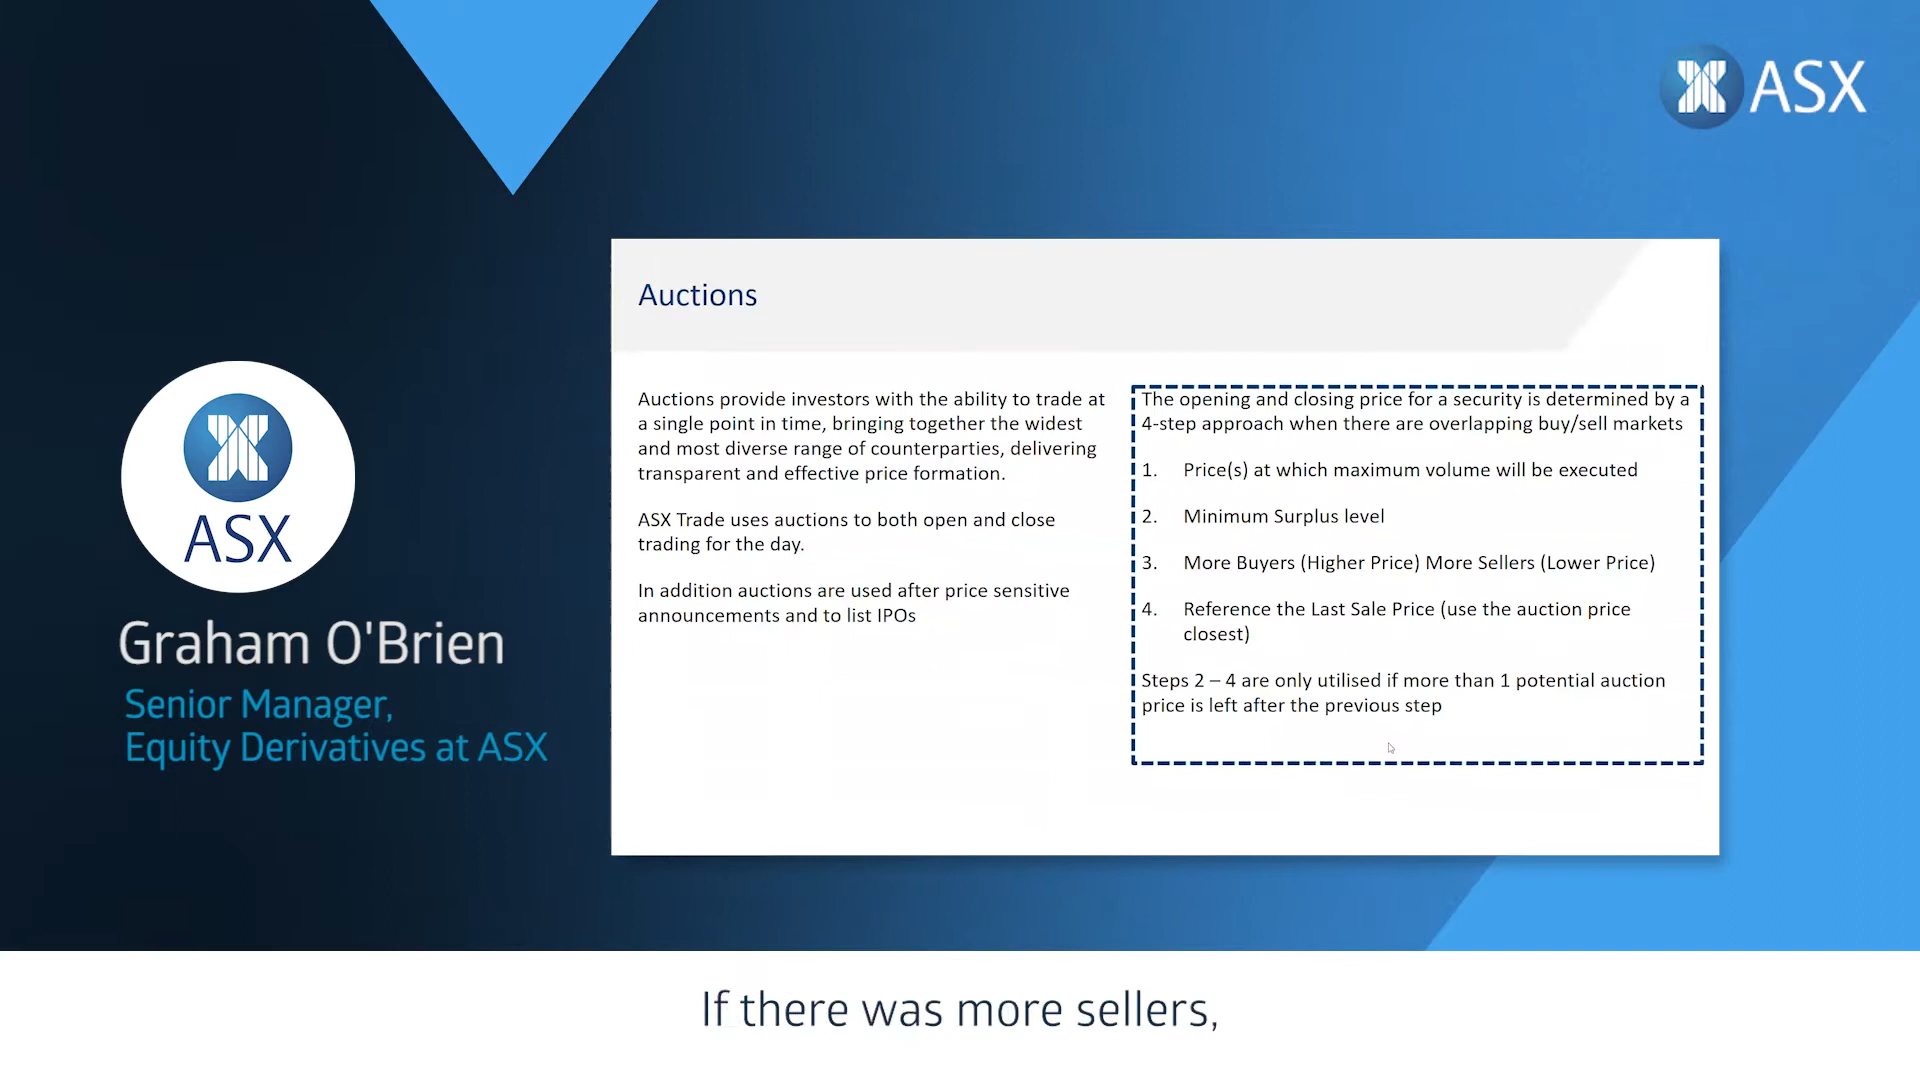 ASX
Auctions
Auctions provide investors with the ability to trade at
a single point in time, bringing together the widest
and most diverse range of counterparties, delivering
transparent and effective price formation.
ASX Trade uses auctions to both open and close
trading for the day.
In addition auctions are used after price sensitive
announcements and to list IPOs
The opening and closing price for a security is determined by a
4-step approach when there are overlapping buy/sell markets
1. Price(s) at which maximum volume will be executed
2. Minimum Surplus level
3. More Buyers (Higher Price) More Sellers (Lower Price)
4. Reference the Last Sale Price (use the auction price
closest)
Steps 2 – 4 are only utilised if more than 1 potential auction
price is left after the previous step
ASX
Graham O'Brien
Senior Manager,
Equity Derivatives at ASX
If there was more sellers,